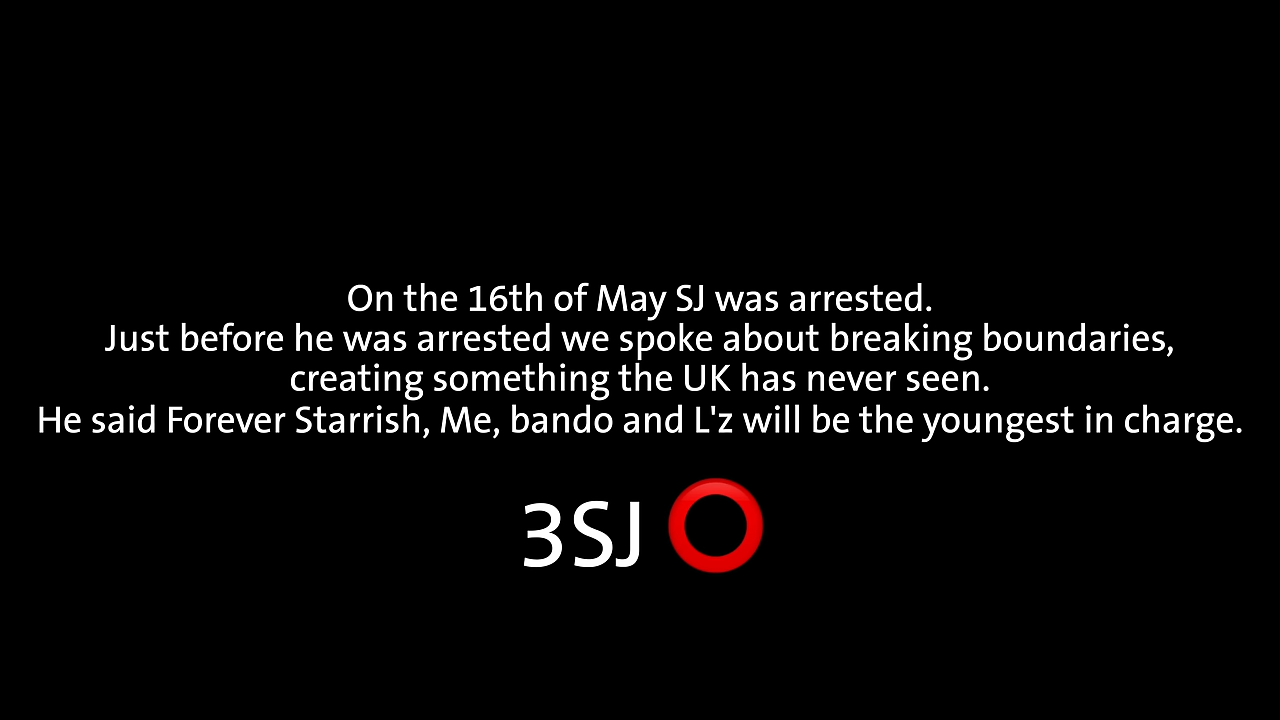 On the 16th of May SJ was arrested.
Just before he was arrested we spoke about breaking boundaries,
creating something the UK has never seen.
He said Forever Starrish, Me, bando and L'z will be the youngest in charge.
3SJ ⭕